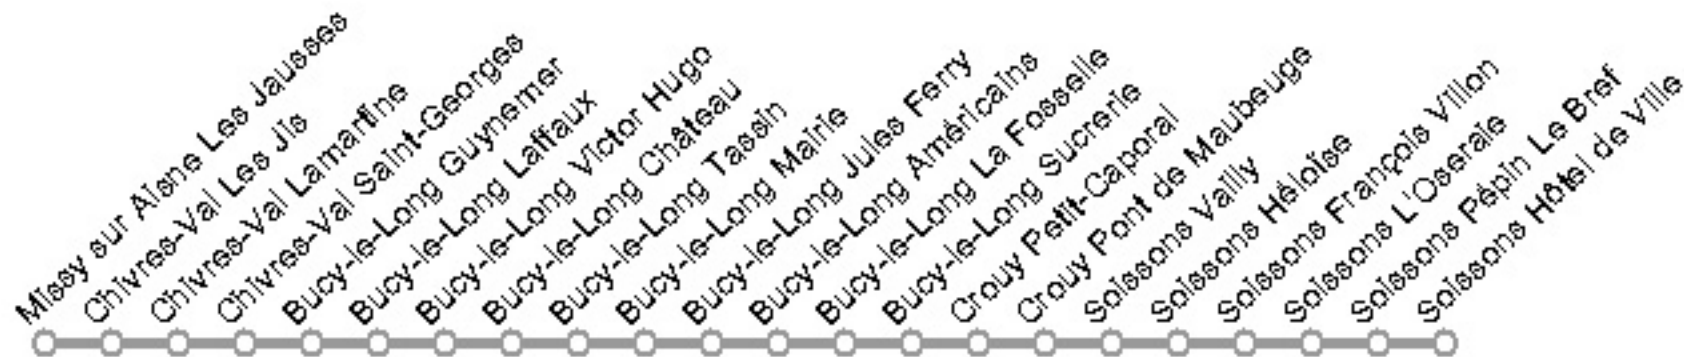 Missy sur Aisne Les Jausses
Chivres-Val Les Jis
Chivres-Val Lamartine
Chivres-Val Saint-Georges
Bucy-le-Long Guynemer
Bucy-le-Long Laffaux
Bucy-le-Long Victor Hugo
Bucy-le-Long Château
Bucy-le-Long Tassin
Bucy-le-Long Mairie
Bucy-le-Long Jules Ferry
Bucy-le-Long Américains
Bucy-le-Long La Fosselle
Bucy-le-Long Sucrerie
Crouy Petit-Caporal
Crouy Pont de Maubeuge
Soissons Vailly
Soissons Héloïse
Soissons François Villon
Soissons L'Oseraie
Soissons Pépin Le Bref
Soissons Hôtel de Ville